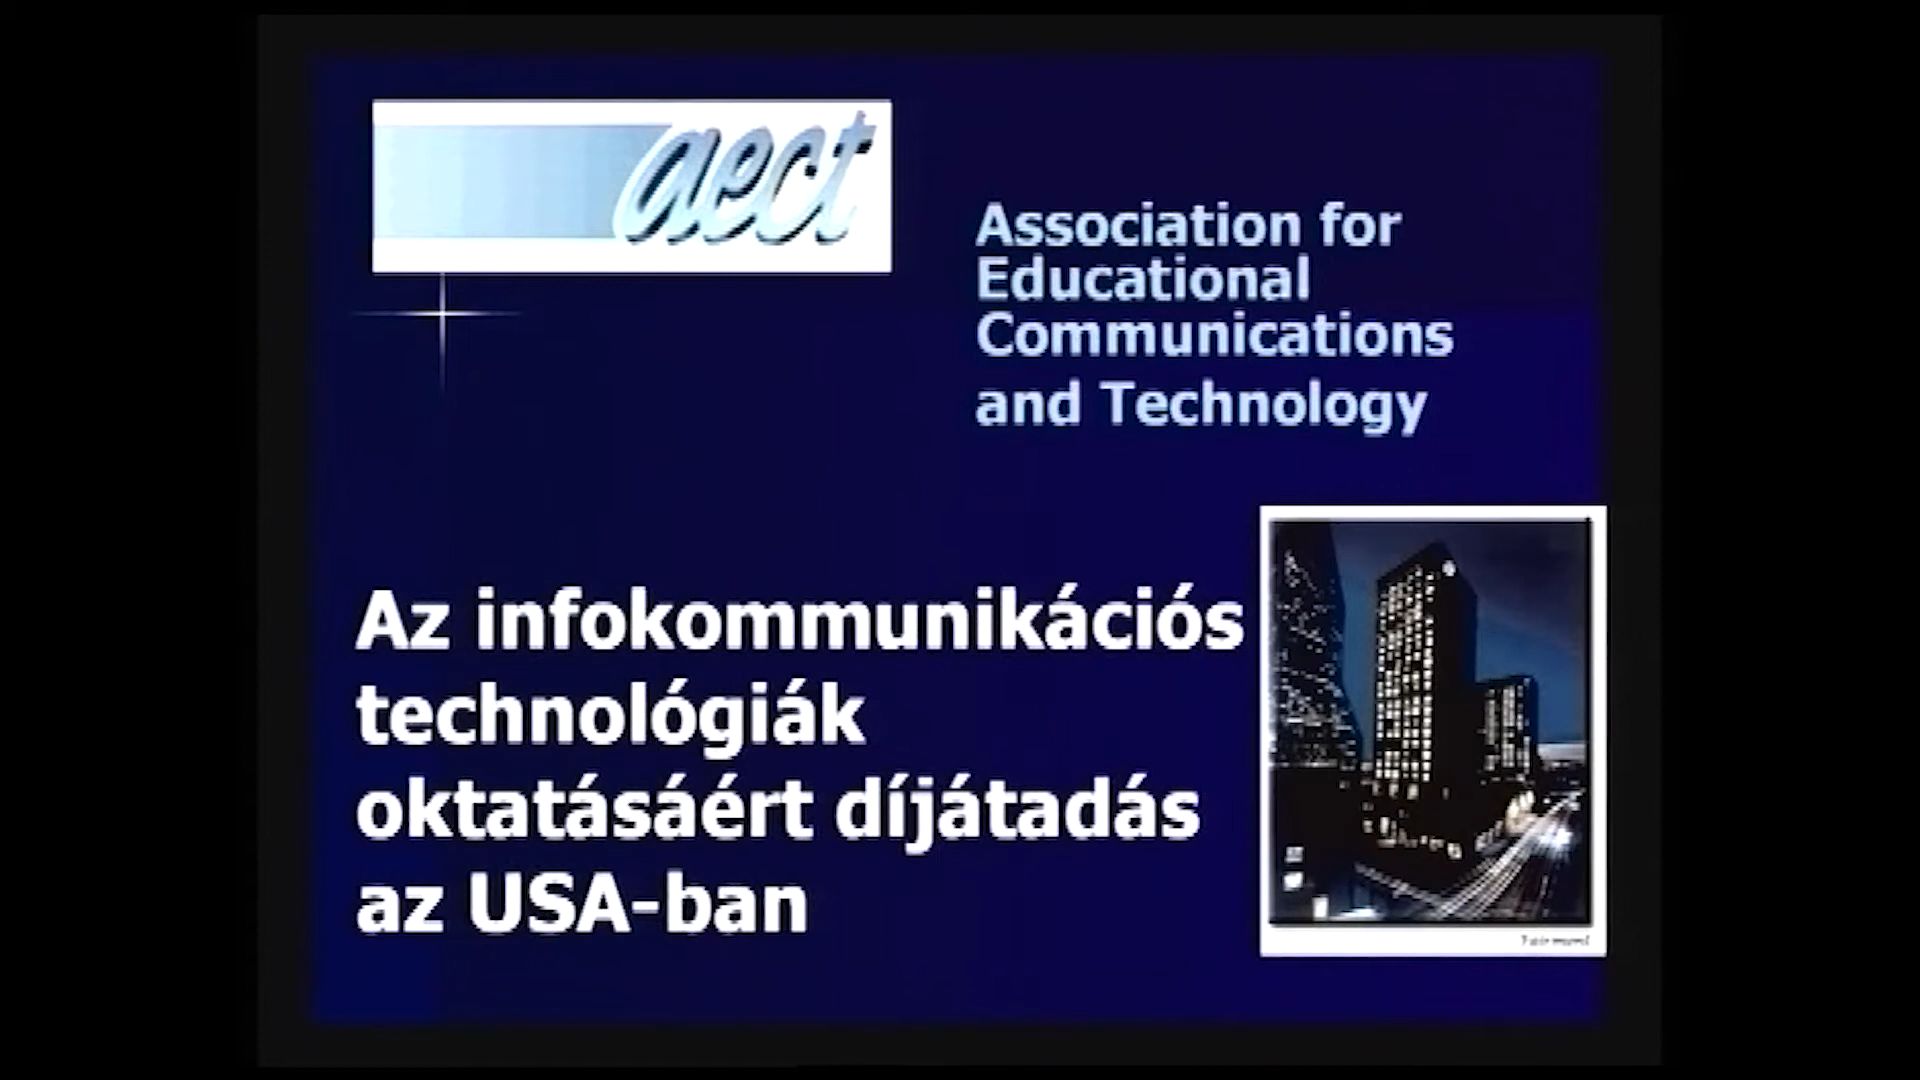 aect
Association for
Educational
Communications
and Technology
Az infokommunikációs
technológiák
oktatásáért díjátadás
az USA-ban